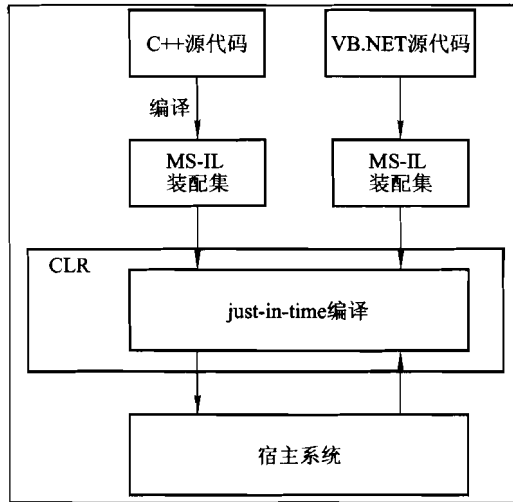 C++源代码
VB.NET源代码
编译
MS-IL
装配集
MS-IL
装配集
CLR
just-in-time编译
宿主系统